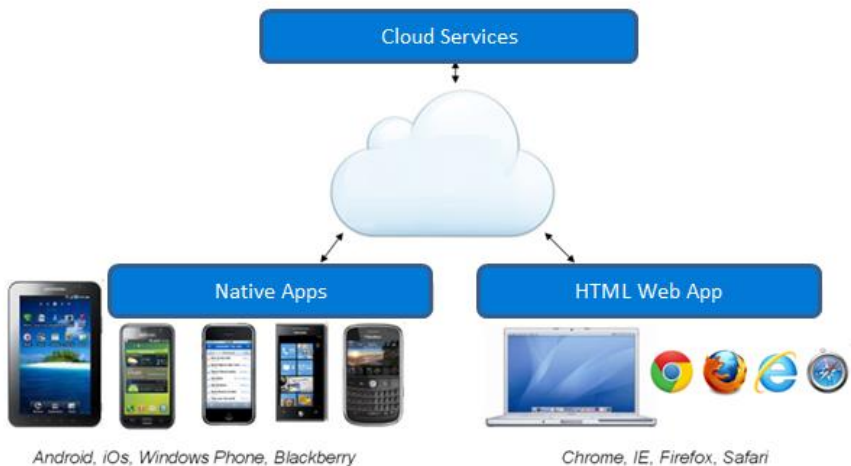 Cloud Services
Native Apps
HTML Web App
Android, iOs, Windows Phone, Blackberry
Chrome, IE, Firefox, Safari